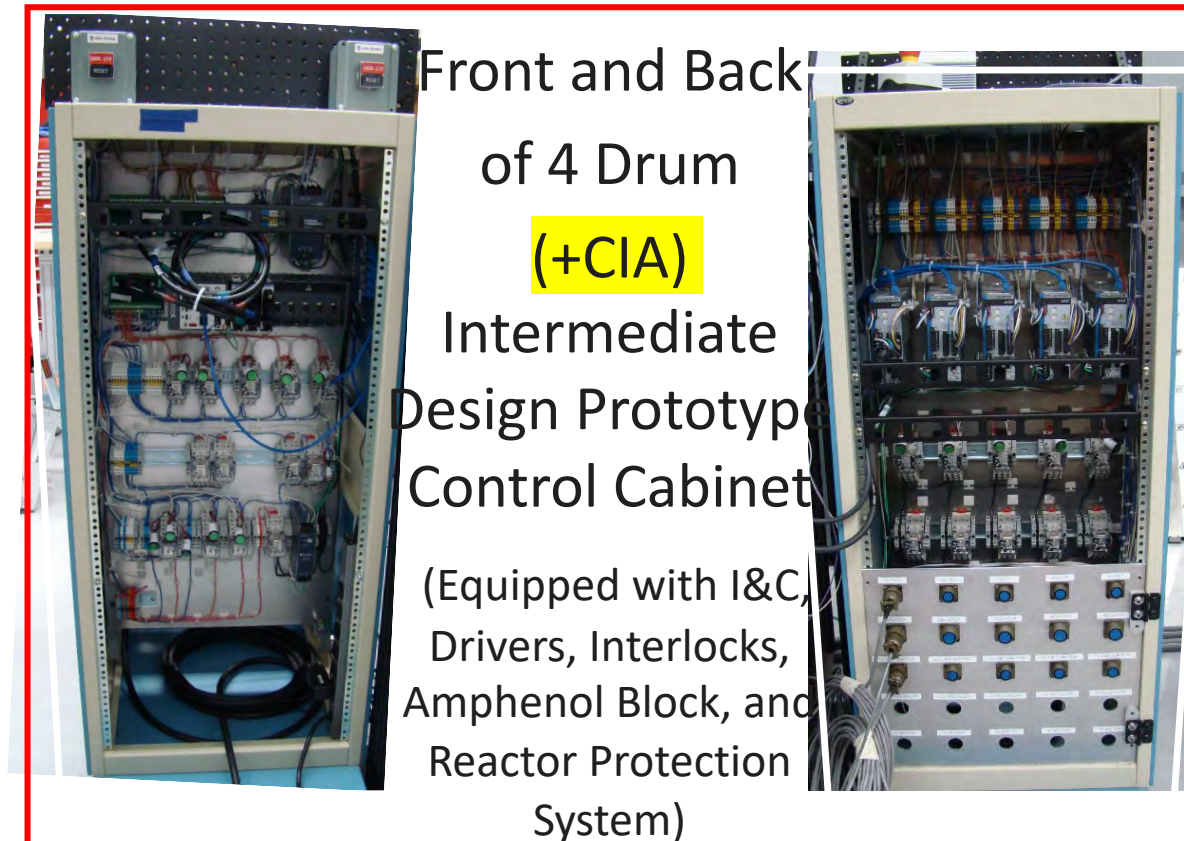 Front and Back
of 4 Drum
(+CIA)
Intermediate
Design Prototype
Control Cabinet
(Equipped with I&C,
Drivers, Interlocks,
Amphenol Block, and
Reactor Protection
System)
RESET
RESET